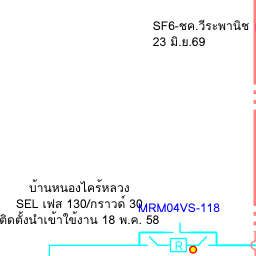 SF6-ชค.วีระพานิช
23 มิ.ย.69
บ้านหนองไคร้หลวง
SEL เฟส 130/กราวด์ 30
MRM04VS-118
ติดตั้งนำเข้าใช้งาน 18 พ.ค. 58
R